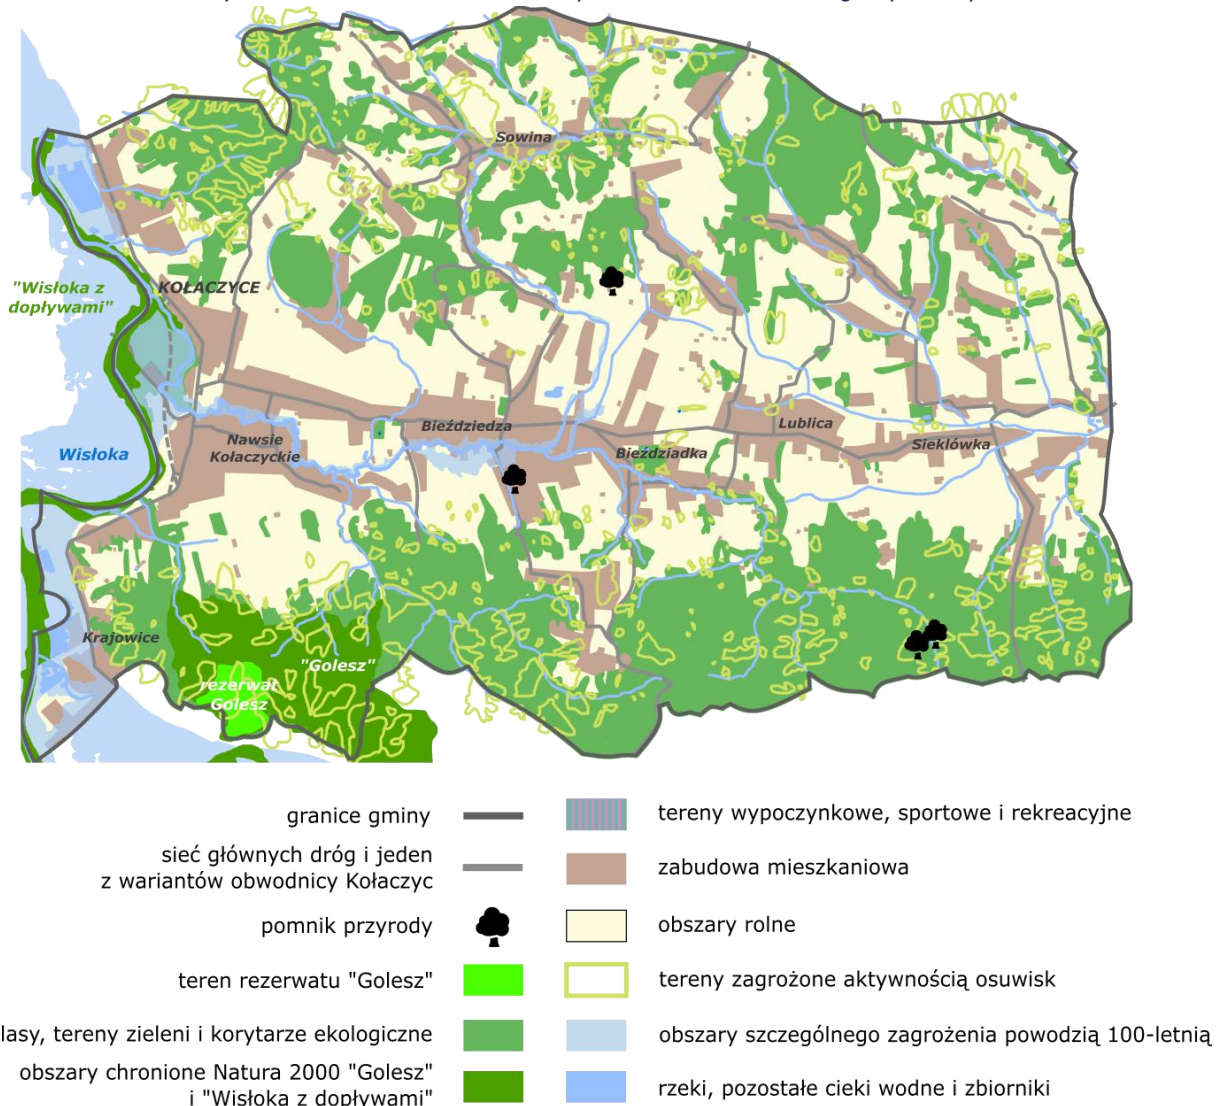 Sowina
"Wisłoka z
dopływami"
KOŁACZYCE
Nawsie
Kołaczyckie
Bieździedza
Lublica
Wisłoka
Bieździadka
Sieklówka
Krajowice
"Golesz"
rezerwat
Golesz
granice gminy
tereny wypoczynkowe, sportowe i rekreacyjne
sieć głównych dróg i jeden
z wariantów obwodnicy Kołaczyc
zabudowa mieszkaniowa
pomnik przyrody
obszary rolne
teren rezerwatu "Golesz"
tereny zagrożone aktywnością osuwisk
lasy, tereny zieleni i korytarze ekologiczne
obszary szczególnego zagrożenia powodzią 100-letnią
obszary chronione Natura 2000 "Golesz"
i "Wisłoka z dopływami"
rzeki, pozostałe cieki wodne i zbiorniki